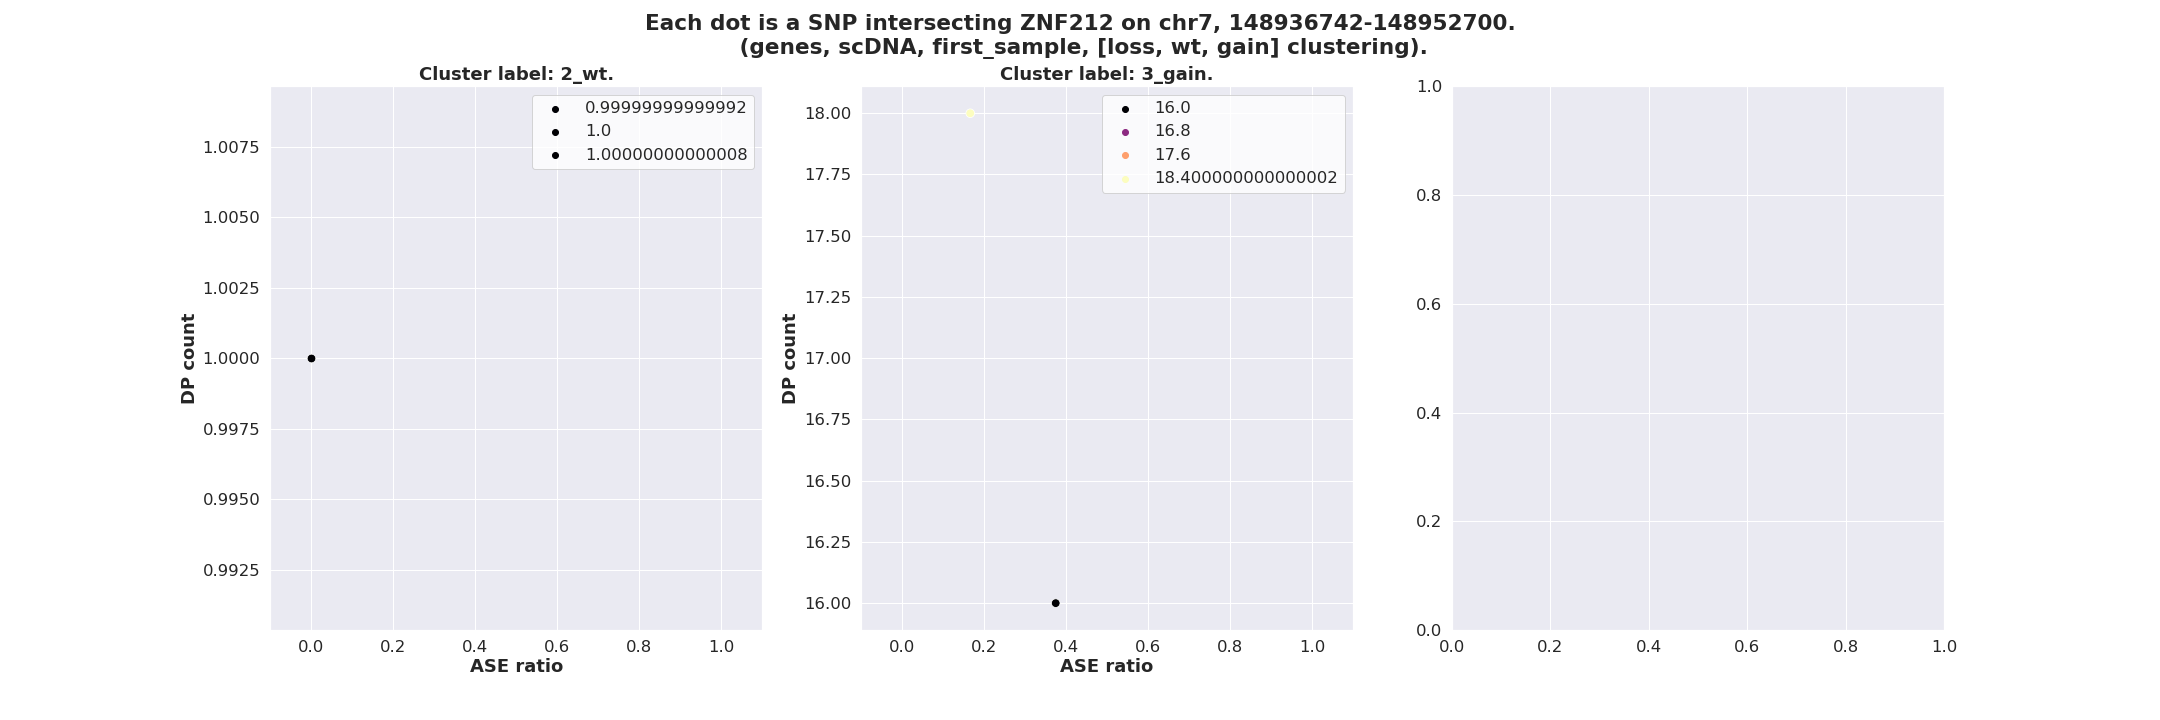 Each dot is a SNP intersecting ZNF212 on chr7, 148936742-148952700.
(genes, scDNA, first_sample, [loss, wt, gain] clustering).
Cluster label: 2_wt.
0.99999999999992
1.0
1.00000000000008
1.0075
1.0050
1.0025
1.0000
0.9975
0.9950
0.9925
DP count
0.0 0.2 0.4 0.6 0.8 1.0
ASE ratio
Cluster label: 3_gain.
16.0
16.8
17.6
18.400000000000002
18.00
17.75
17.50
17.25
17.00
16.75
16.50
16.25
16.00
DP count
0.0 0.2 0.4 0.6 0.8 1.0
ASE ratio
1.0
0.8
0.6
0.4
0.2
0.0
0.0 0.2 0.4 0.6 0.8 1.0